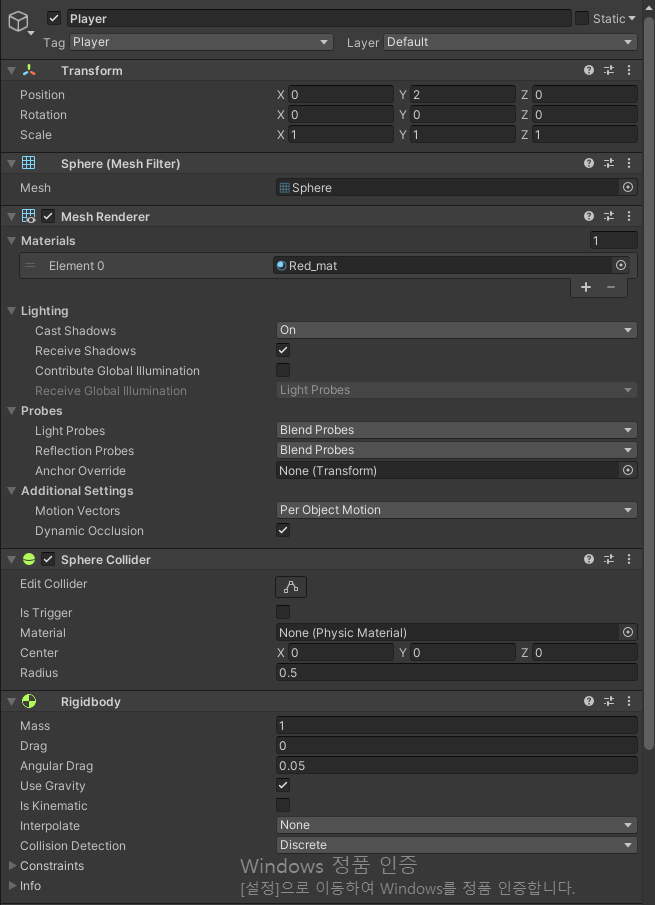 Player Static
Tag Player Layer Default
Transform
Position X 0 Y 2 Z 0
Rotation X 0 Y 0 Z 0
Scale X 1 Y 1 Z 1
Sphere (Mesh Filter)
Mesh Sphere
Mesh Renderer
Materials 1
Element 0 Red_mat
Lighting
Cast Shadows On
Receive Shadows
Contribute Global Illumination
Receive Global Illumination Light Probes
Probes
Light Probes Blend Probes
Reflection Probes Blend Probes
Anchor Override None (Transform)
Additional Settings
Motion Vectors Per Object Motion
Dynamic Occlusion
Sphere Collider
Edit Collider
Is Trigger
Material None (Physic Material)
Center X 0 Y 0 Z 0
Radius 0.5
Rigidbody
Mass 1
Drag 0
Angular Drag 0.05
Use Gravity
Is Kinematic
Interpolate None
Collision Detection Discrete
Constraints
Info
Windows 정품 인증
[설정]으로 이동하여 Windows를 정품 인증합니다.